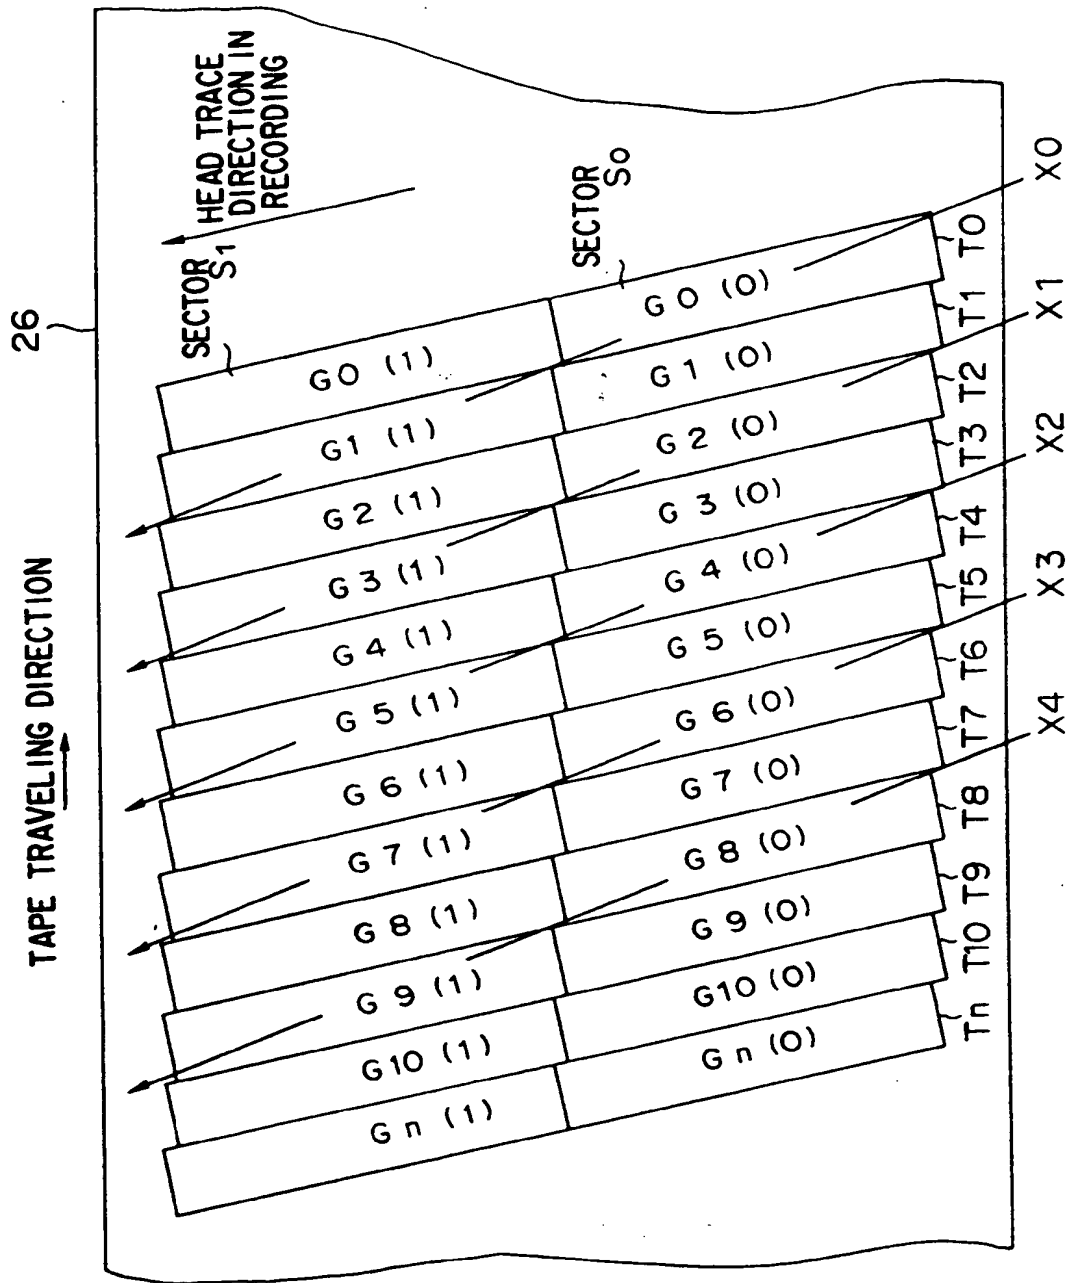 26
TAPE TRAVELING DIRECTION
HEAD TRACE
DIRECTION IN
RECORDING
SECTOR
S1
SECTOR
S0
G0 (1)
G1 (1)
G2 (1)
G3 (1)
G4 (1)
G5 (1)
G6 (1)
G7 (1)
G8 (1)
G9 (1)
G10 (1)
Gn (1)
G0 (0)
G1 (0)
G2 (0)
G3 (0)
G4 (0)
G5 (0)
G6 (0)
G7 (0)
G8 (0)
G9 (0)
G10 (0)
Gn (0)
T0
T1
T2
T3
T4
T5
T6
T7
T8
T9
T10
Tn
X0
X1
X2
X3
X4